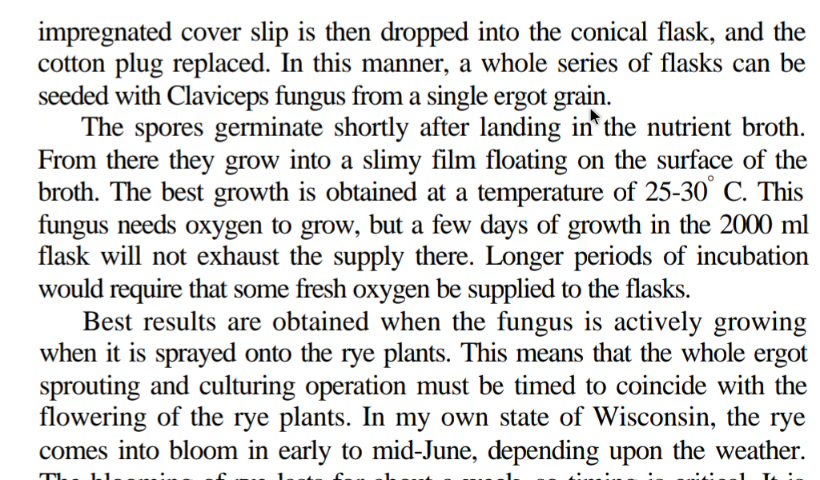 impregnated cover slip is then dropped into the conical flask, and the
cotton plug replaced. In this manner, a whole series of flasks can be
seeded with Claviceps fungus from a single ergot grain.
The spores germinate shortly after landing in the nutrient broth.
From there they grow into a slimy film floating on the surface of the
broth. The best growth is obtained at a temperature of 25-30° C. This
fungus needs oxygen to grow, but a few days of growth in the 2000 ml
flask will not exhaust the supply there. Longer periods of incubation
would require that some fresh oxygen be supplied to the flasks.
Best results are obtained when the fungus is actively growing
when it is sprayed onto the rye plants. This means that the whole ergot
sprouting and culturing operation must be timed to coincide with the
flowering of the rye plants. In my own state of Wisconsin, the rye
comes into bloom in early to mid-June, depending upon the weather.